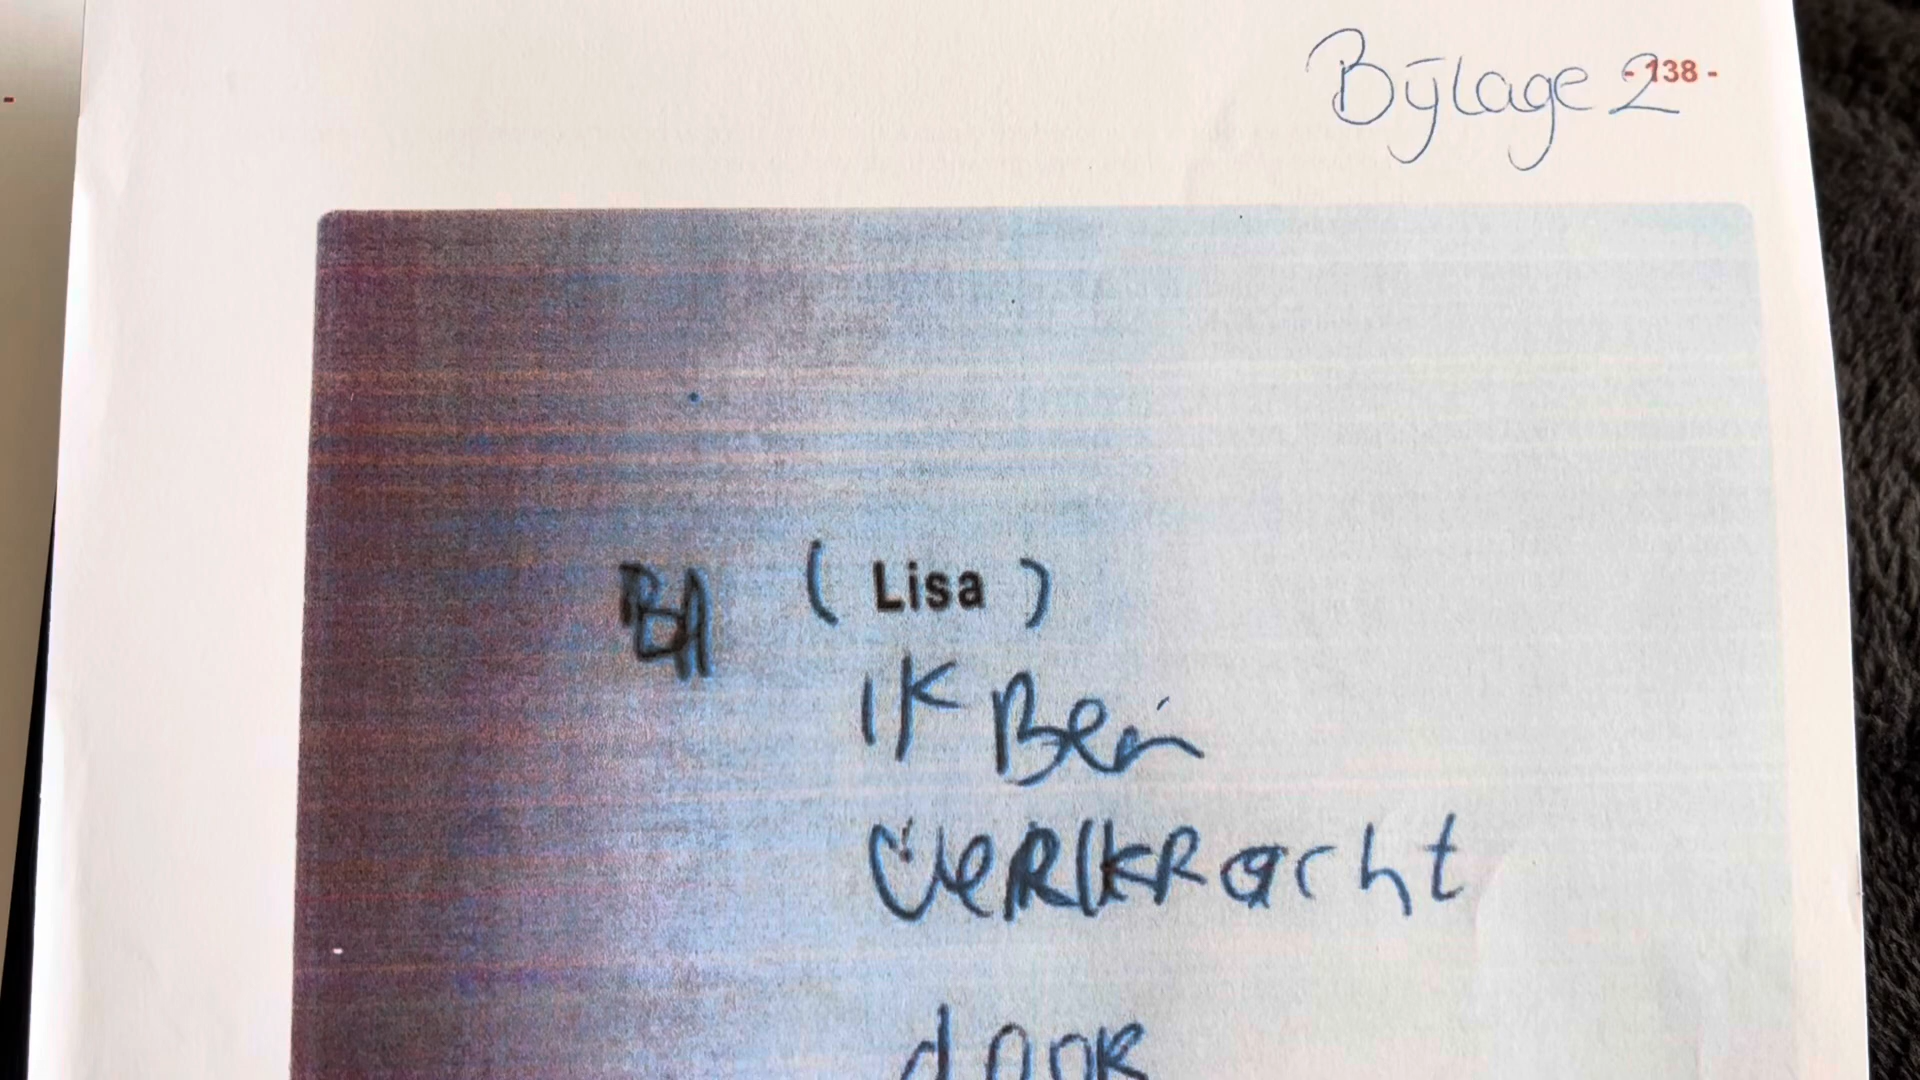 Bijlage 2
- 138 -
( Lisa )
IK Ben
VeRKRacht
dooR